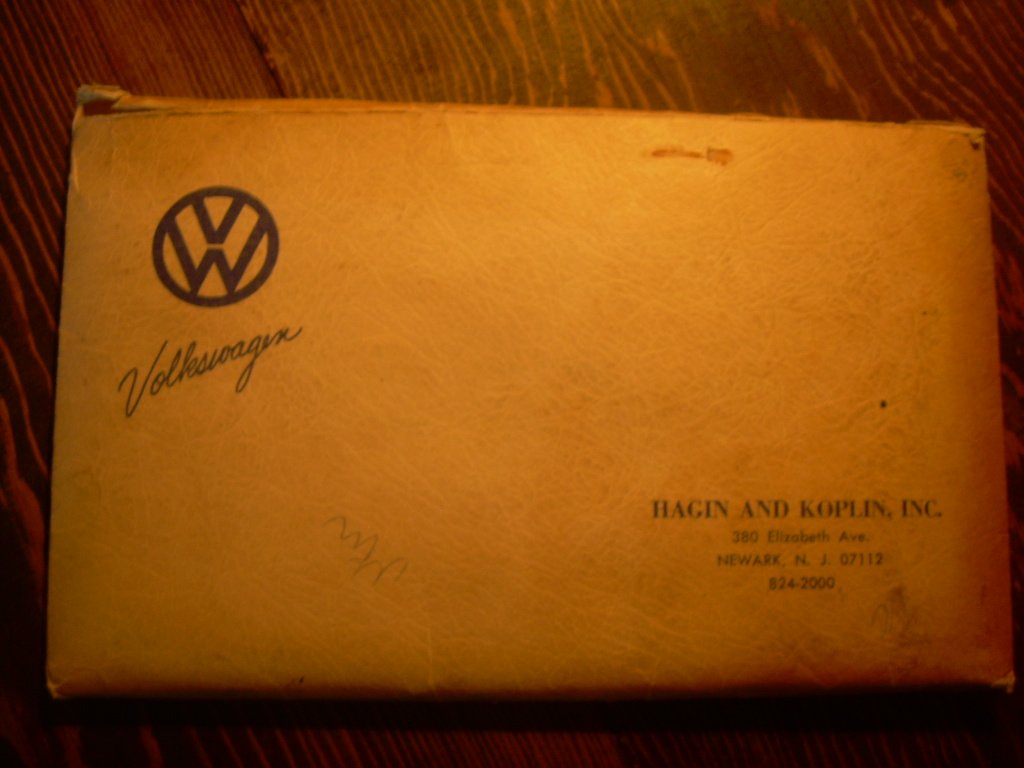 VW
Volkswagen
HAGIN AND KOPLIN, INC.
380 Elizabeth Ave.
NEWARK, N. J. 07112
824-2000